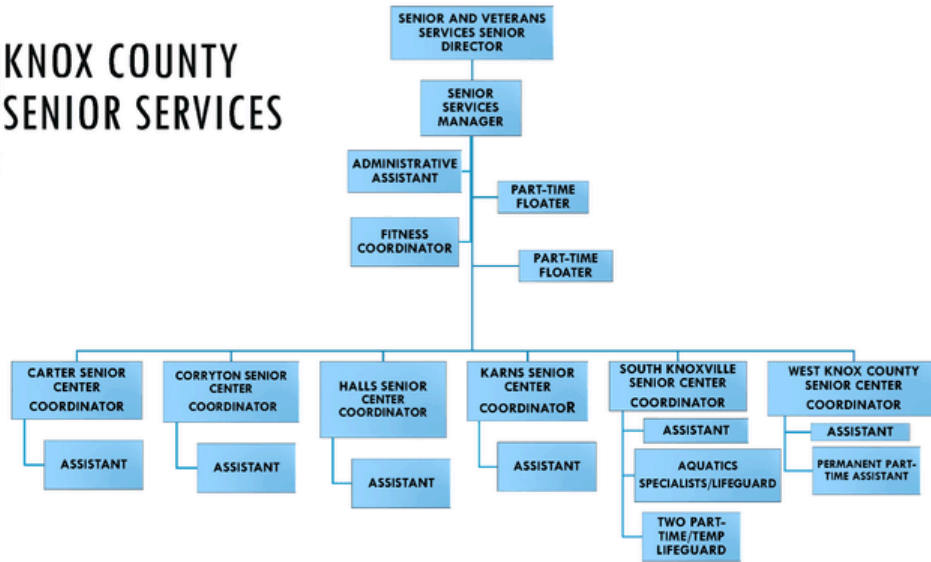 KNOX COUNTY
SENIOR SERVICES
SENIOR AND VETERANS
SERVICES SENIOR
DIRECTOR
SENIOR
SERVICES
MANAGER
ADMINISTRATIVE
ASSISTANT
PART-TIME
FLOATER
FITNESS
COORDINATOR
PART-TIME
FLOATER
CARTER SENIOR
CENTER
COORDINATOR
ASSISTANT
CORRYTON SENIOR
CENTER
COORDINATOR
ASSISTANT
HALLS SENIOR
CENTER
COORDINATOR
ASSISTANT
KARNS SENIOR
CENTER
COORDINATOR
ASSISTANT
SOUTH KNOXVILLE
SENIOR CENTER
COORDINATOR
ASSISTANT
AQUATICS
SPECIALISTS/LIFEGUARD
TWO PART-
TIME/TEMP
LIFEGUARD
WEST KNOX COUNTY
SENIOR CENTER
COORDINATOR
ASSISTANT
PERMANENT PART-
TIME ASSISTANT